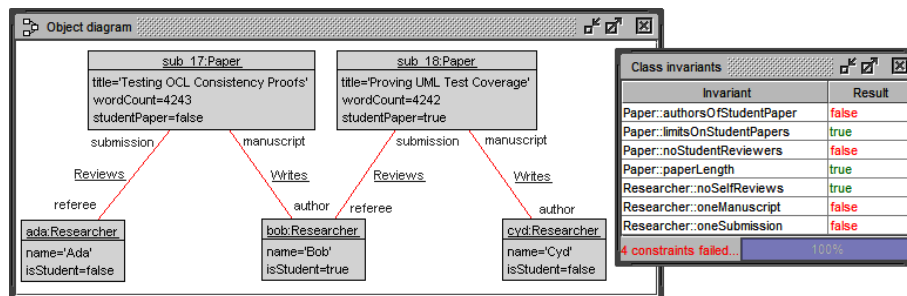 Object diagram
sub_17:Paper
title='Testing OCL Consistency Proofs'
wordCount=4243
studentPaper=false
sub_18:Paper
title='Proving UML Test Coverage'
wordCount=4242
studentPaper=true
submission
manuscript
submission
manuscript
Reviews
Writes
Reviews
Writes
referee
author
referee
author
ada:Researcher
name='Ada'
isStudent=false
bob:Researcher
name='Bob'
isStudent=true
cyd:Researcher
name='Cyd'
isStudent=false
Class invariants
Invariant Result
Paper::authorsOfStudentPaper false
Paper::limitsOnStudentPapers true
Paper::noStudentReviewers false
Paper::paperLength true
Researcher::noSelfReviews true
Researcher::oneManuscript false
Researcher::oneSubmission false
4 constraints failed... 100%